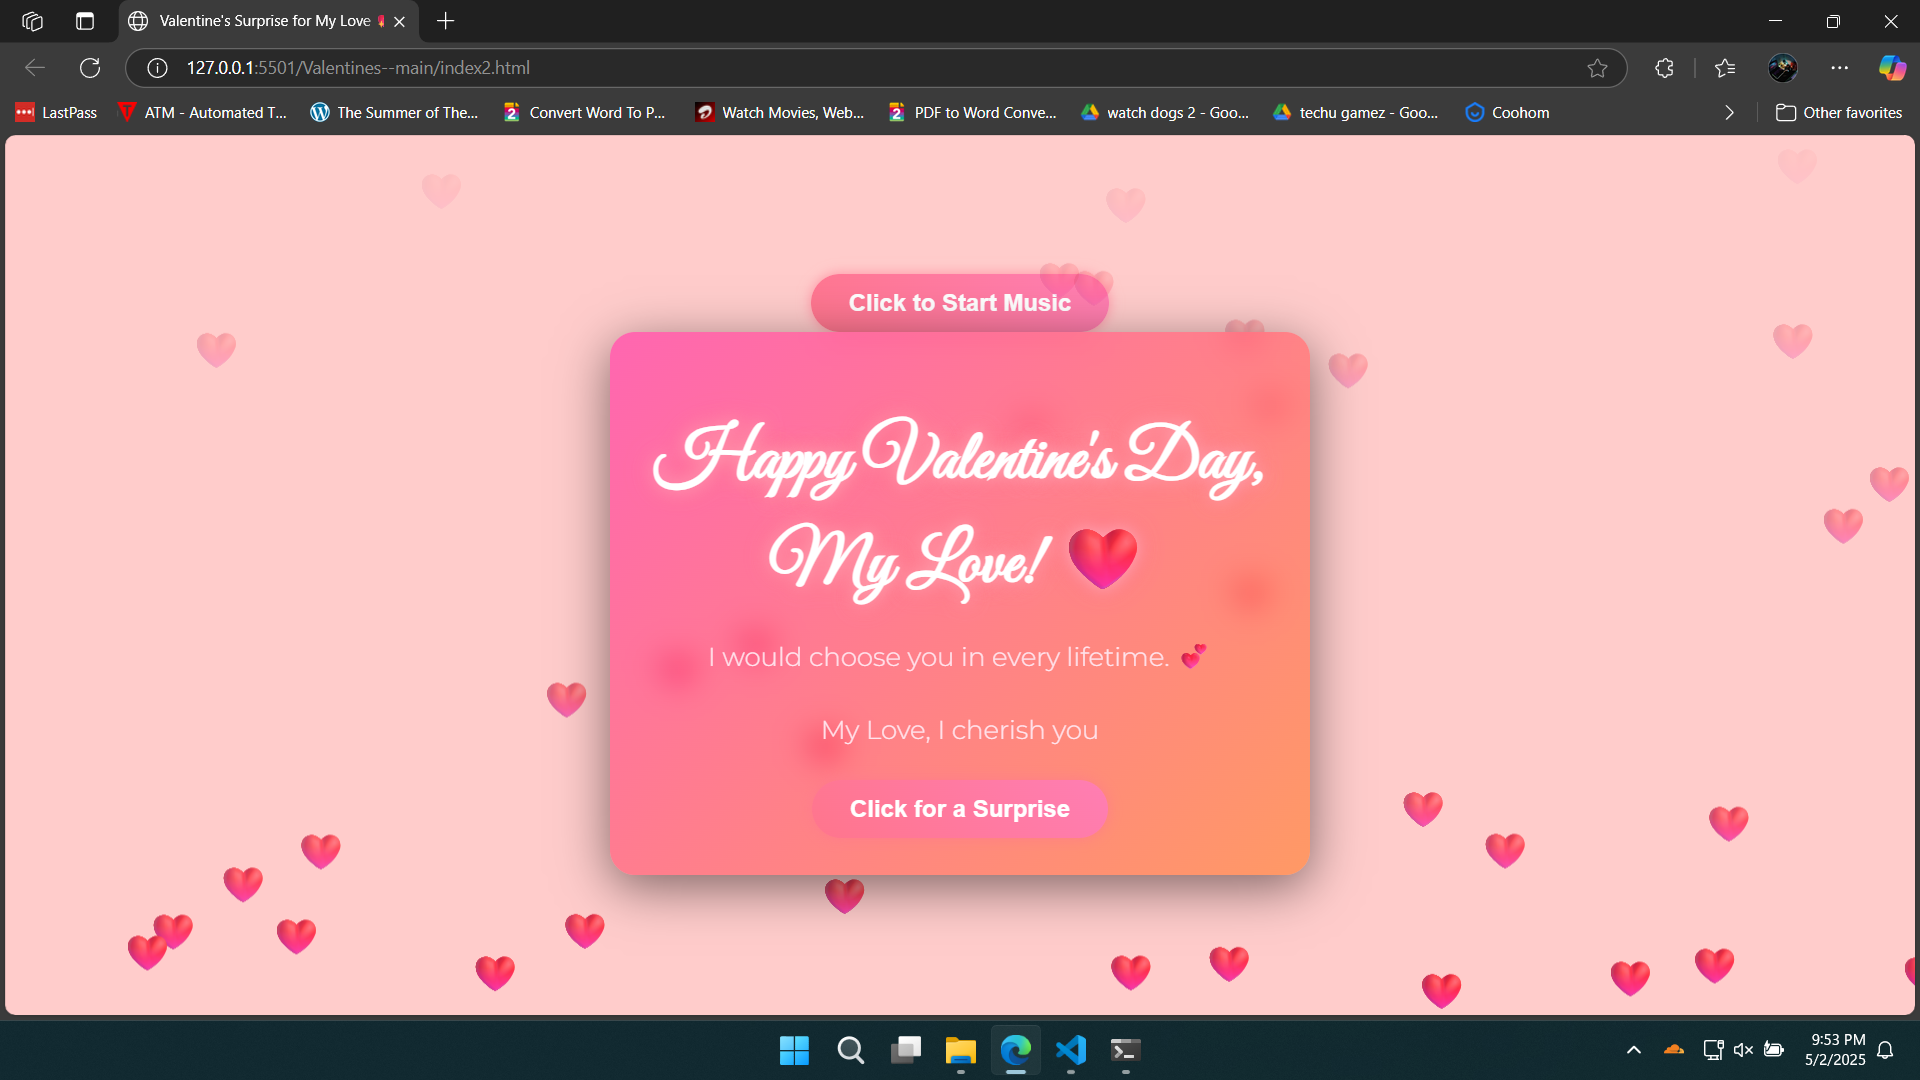 Valentine's Surprise for My Love
127.0.0.1:5501/Valentines--main/index2.html
LastPass
ATM - Automated T...
The Summer of The...
Convert Word To P...
Watch Movies, Web...
PDF to Word Conve...
watch dogs 2 - Goo...
techu gamez - Goo...
Coohom
Other favorites
Click to Start Music
Happy Valentine's Day,
My Love! ❤️
I would choose you in every lifetime. 💕
My Love, I cherish you
Click for a Surprise
9:53 PM
5/2/2025